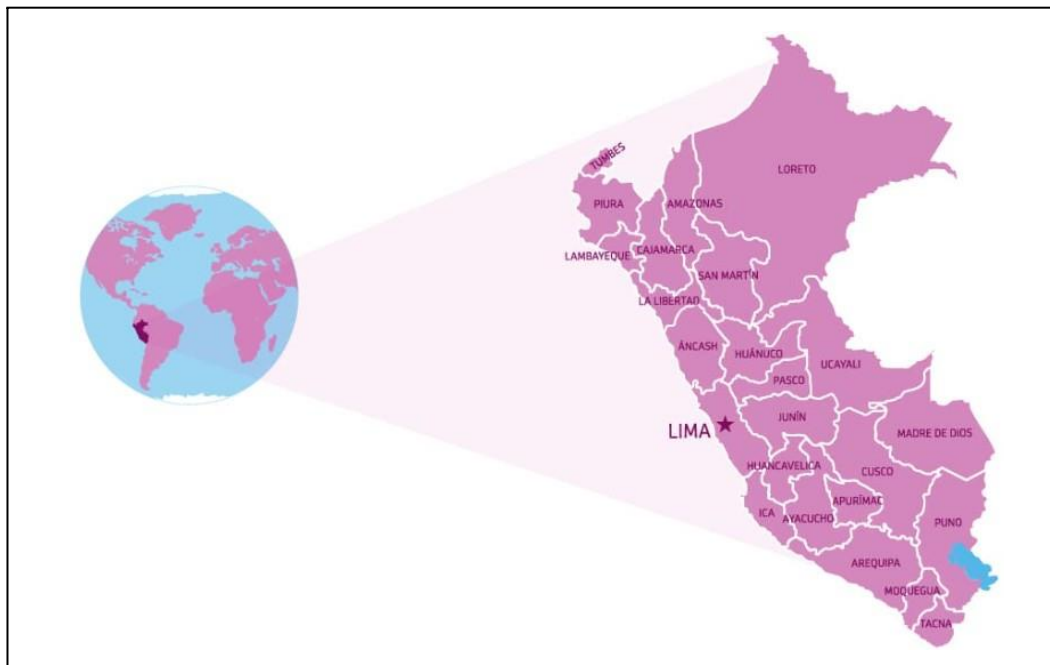 TUMBES
LORETO
PIURA
AMAZONAS
LAMBAYEQUE
CAJAMARCA
SAN MARTÍN
LA LIBERTAD
ÁNCASH
HUÁNUCO
UCAYALI
PASCO
JUNÍN
LIMA
MADRE DE DIOS
HUANCAVELICA
CUSCO
APURÍMAC
ICA
AYACUCHO
PUNO
AREQUIPA
MOQUEGUA
TACNA